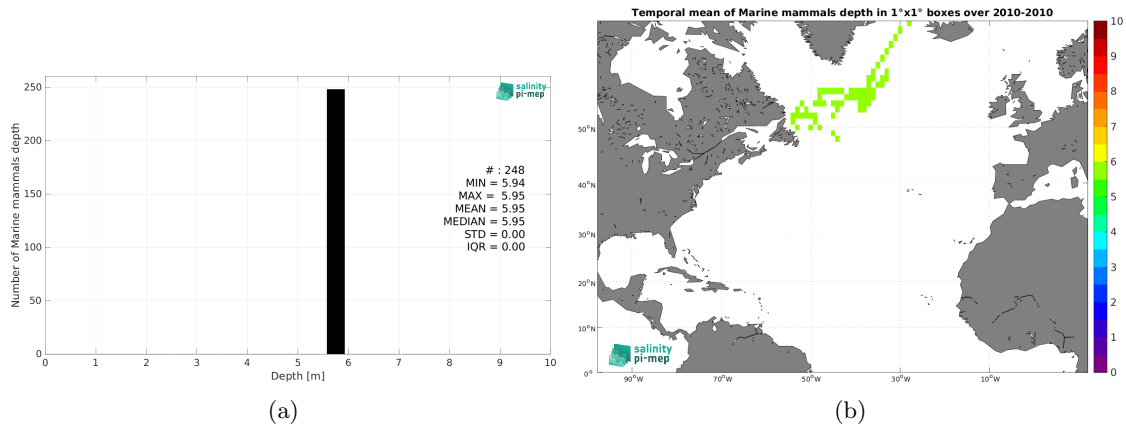 Number of Marine mammals depth
250
200
150
100
50
0
salinity
pi-mep
# : 248
MIN = 5.94
MAX = 5.95
MEAN = 5.95
MEDIAN = 5.95
STD = 0.00
IQR = 0.00
0 1 2 3 4 5 6 7 8 9 10
Depth [m]
(a)
Temporal mean of Marine mammals depth in 1°x1° boxes over 2010-2010
50°N
40°N
30°N
20°N
10°N
0°
90°W 70°W 50°W 30°W 10°W
salinity
pi-mep
10
9
8
7
6
5
4
3
2
1
0
(b)